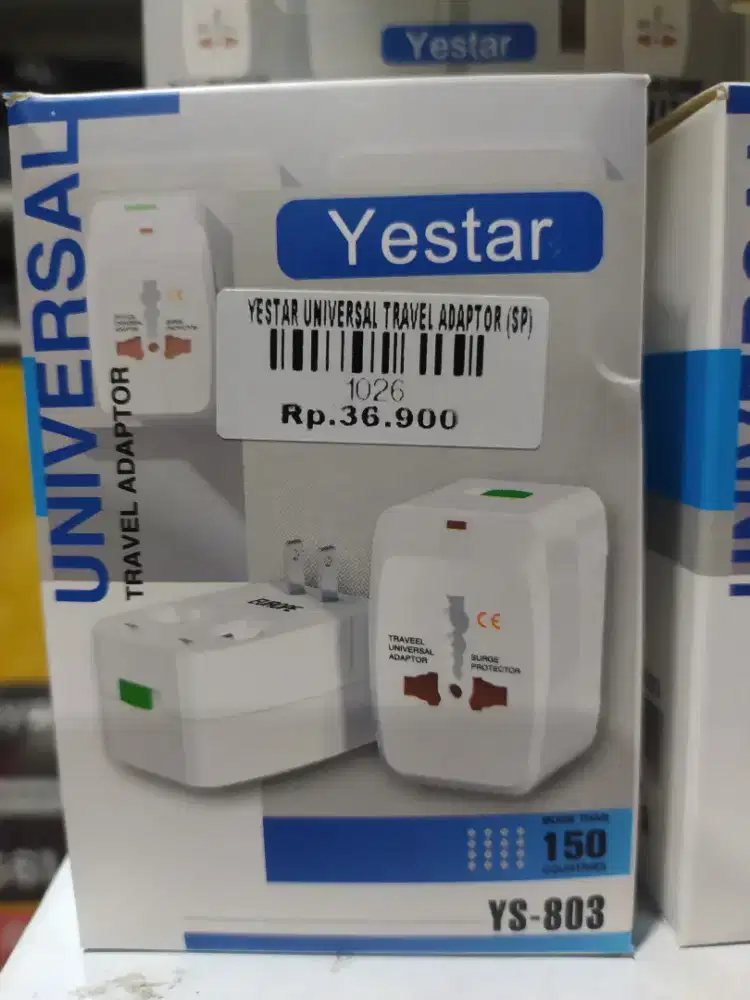 Yestar
UNIVERSAL
TRAVEL ADAPTOR
Yestar
YESTAR UNIVERSAL TRAVEL ADAPTOR (SP)
1026
Rp.36.900
EUROPE
CE
TRAVEEL
UNIVERSAL
ADAPTOR
SURGE
PROTECTOR
150
COUNTRIES
YS-803